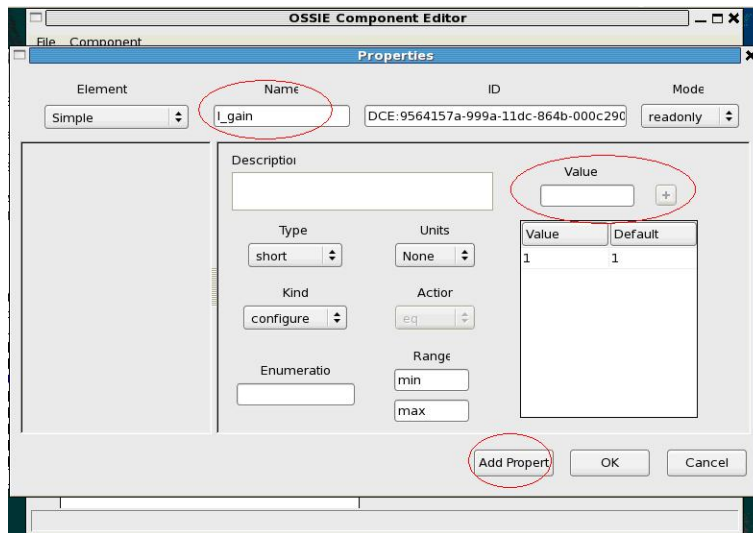 OSSIE Component Editor
File Component
Properties
Element Name ID Mode
Simple I_gain DCE:9564157a-999a-11dc-864b-000c290 readonly
Description
Value
+
Type Units
short None
Value Default
1 1
Kind Action
configure eq
Enumeratio Range
min
max
Add Propert OK Cancel